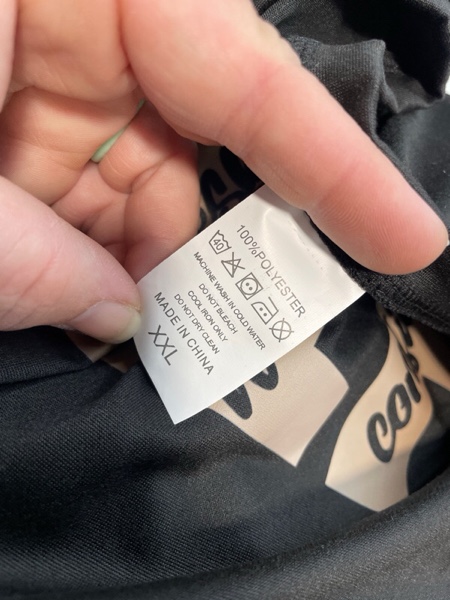 100%POLYESTER
40
MACHINE WASH IN COLD WATER
DO NOT BLEACH
COOL IRON ONLY
DO NOT DRY CLEAN
MADE IN CHINA
XXL